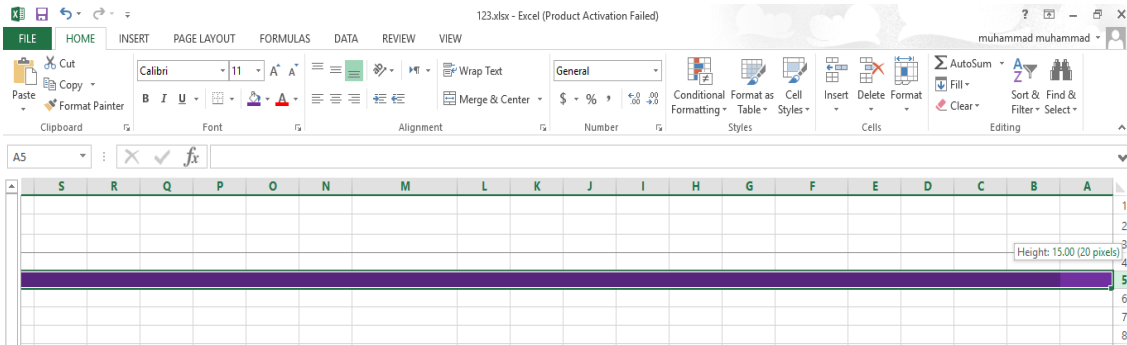 123.xlsx - Excel (Product Activation Failed)
FILE HOME INSERT PAGE LAYOUT FORMULAS DATA REVIEW VIEW muhammad muhammad
Paste Cut Copy Format Painter
Calibri 11
B I U
Wrap Text
Merge & Center
General
$ % ,
Conditional Formatting Format as Table Cell Styles
Insert Delete Format
AutoSum Fill Clear
Sort & Filter Find & Select
Clipboard Font Alignment Number Styles Cells Editing
A5 fx
S R Q P O N M L K J I H G F E D C B A
1
2
3
Height: 15.00 (20 pixels)
4
5
6
7
8